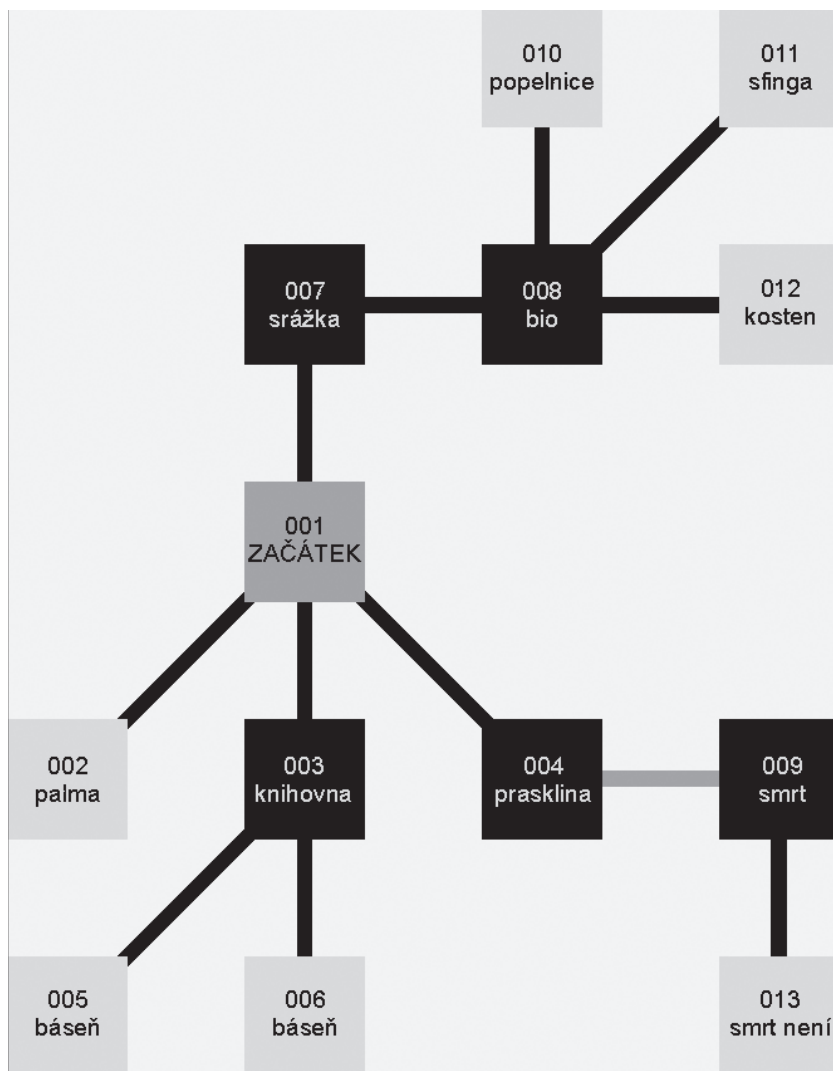 010
popelnice
011
sfinga
007
srážka
008
bio
012
kosten
001
ZAČÁTEK
002
palma
003
knihovna
004
prasklina
009
smrt
005
báseň
006
báseň
013
smrt není